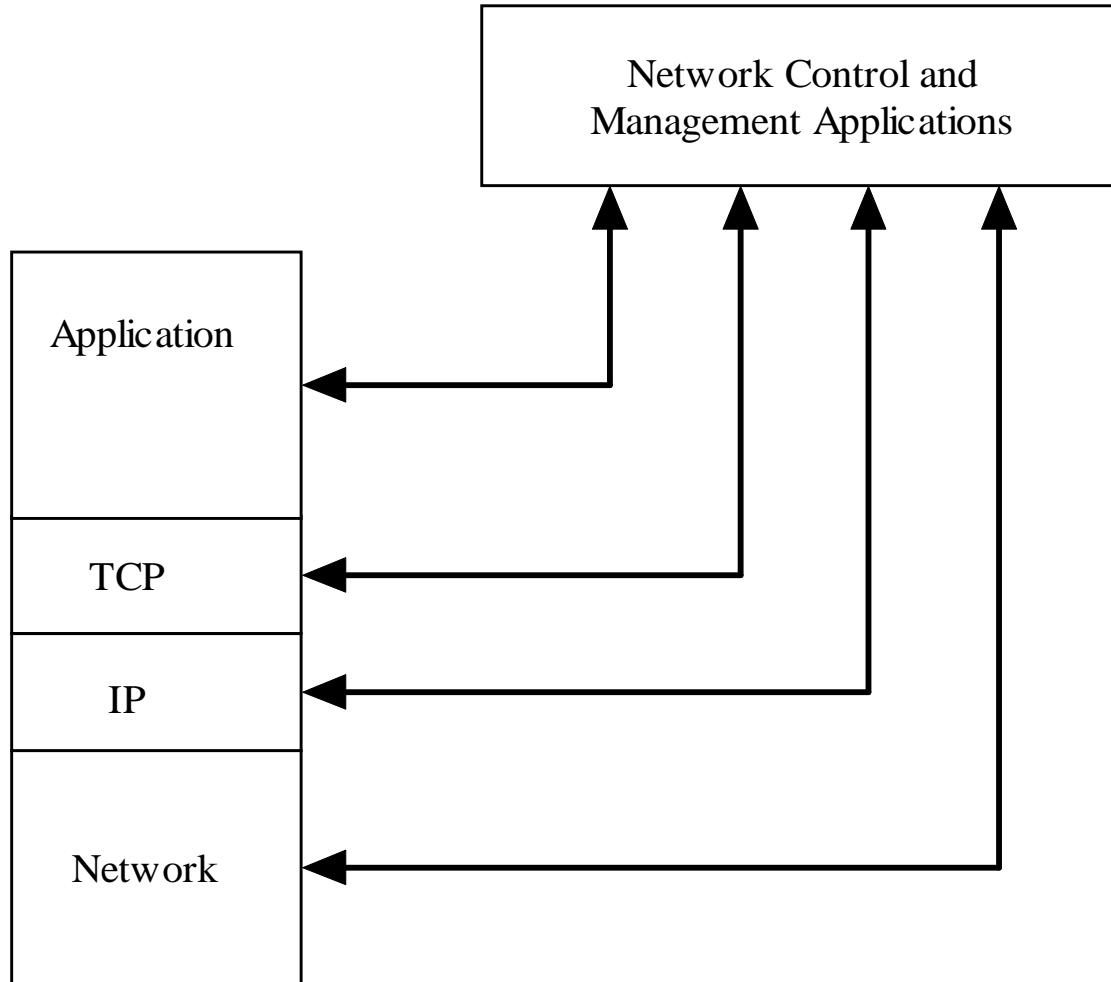 Network Control and
Management Applications
Application
TCP
IP
Network